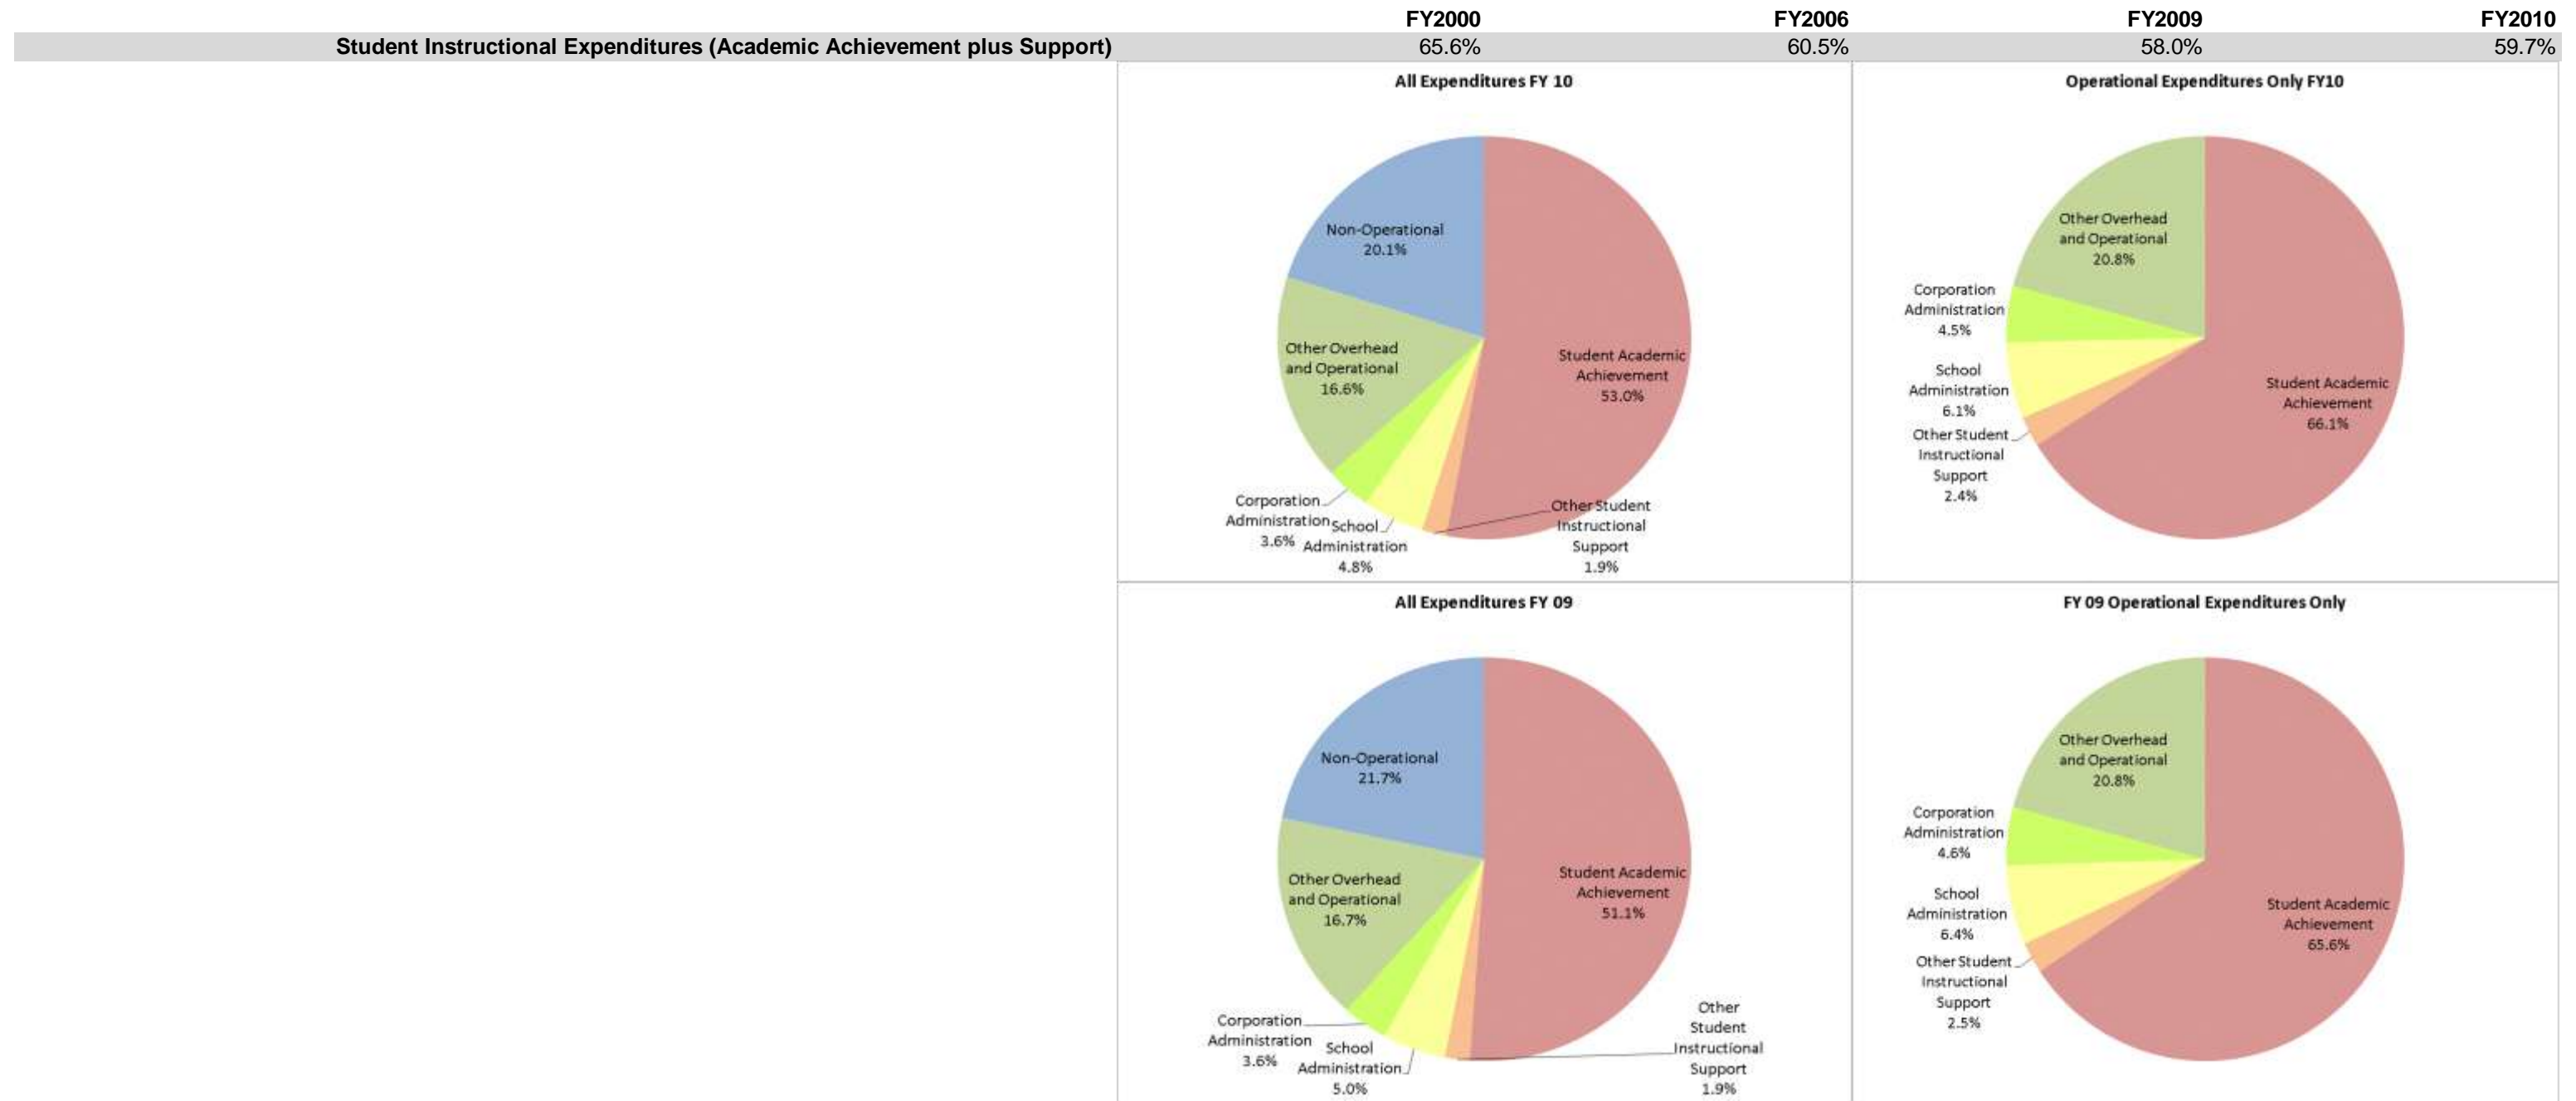 FY2000 FY2006 FY2009 FY2010
Student Instructional Expenditures (Academic Achievement plus Support) 65.6% 60.5% 58.0% 59.7%
All Expenditures FY 10
Non-Operational
20.1%
Other Overhead
and Operational
16.6%
Student Academic
Achievement
53.0%
Corporation
Administration
3.6%
School
Administration
4.8%
Other Student
Instructional
Support
1.9%
Operational Expenditures Only FY10
Other Overhead
and Operational
20.8%
Corporation
Administration
4.5%
School
Administration
6.1%
Other Student
Instructional
Support
2.4%
Student Academic
Achievement
66.1%
All Expenditures FY 09
Non-Operational
21.7%
Other Overhead
and Operational
16.7%
Student Academic
Achievement
51.1%
Corporation
Administration
3.6%
School
Administration
5.0%
Other
Student
Instructional
Support
1.9%
FY 09 Operational Expenditures Only
Other Overhead
and Operational
20.8%
Corporation
Administration
4.6%
School
Administration
6.4%
Other Student
Instructional
Support
2.5%
Student Academic
Achievement
65.6%